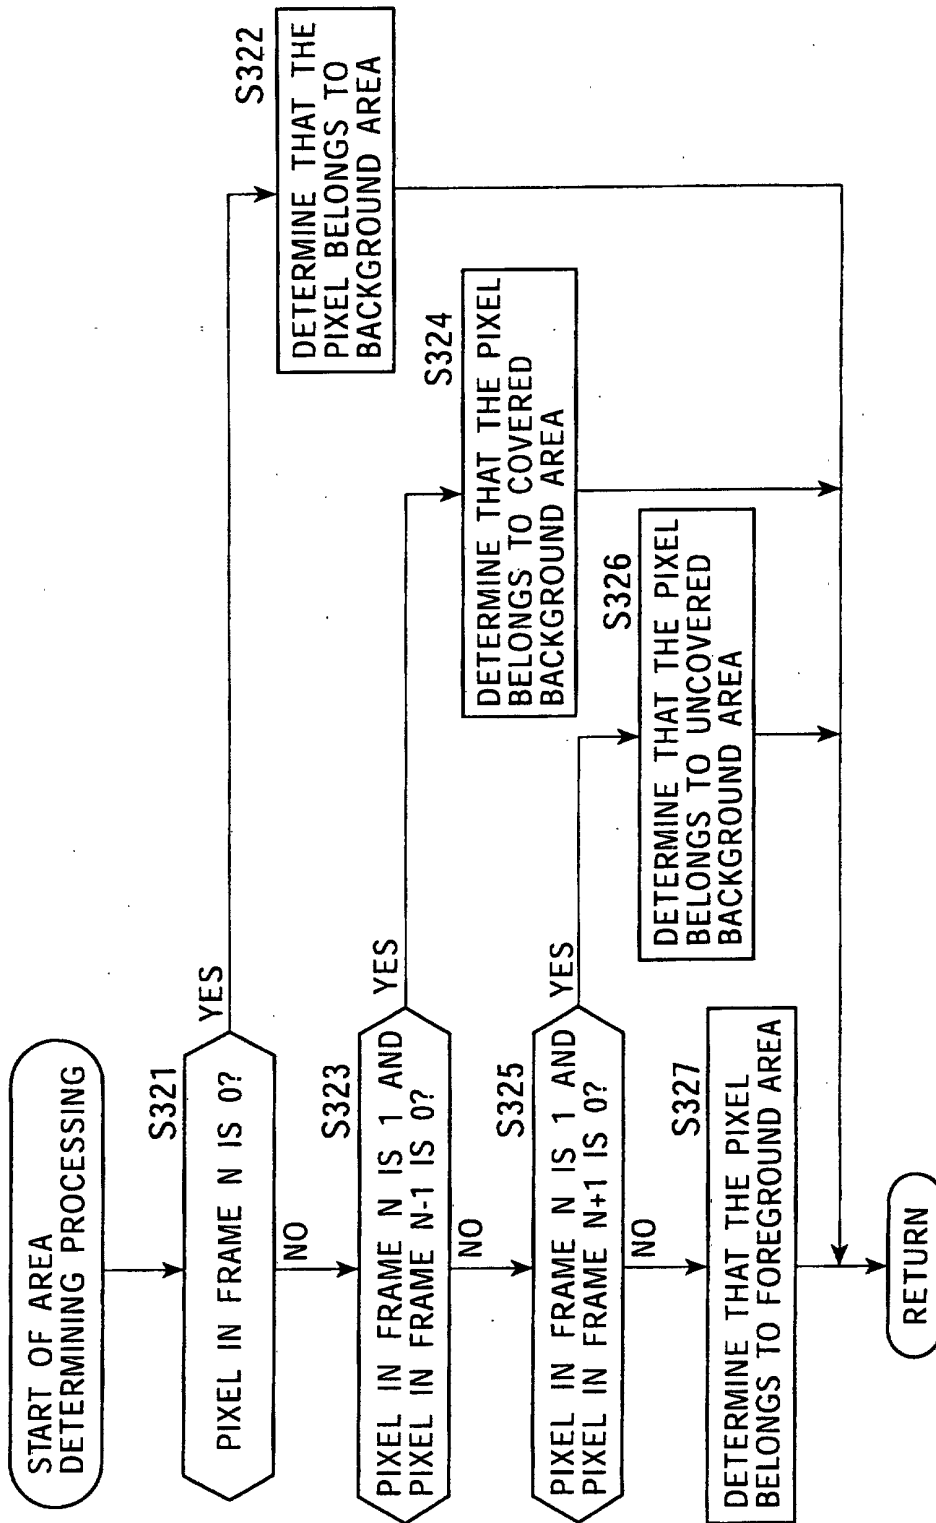 START OF AREA
DETERMINING PROCESSING
S321
PIXEL IN FRAME N IS 0?
YES
NO
S322
DETERMINE THAT THE
PIXEL BELONGS TO
BACKGROUND AREA
S323
PIXEL IN FRAME N IS 1 AND
PIXEL IN FRAME N-1 IS 0?
YES
NO
S324
DETERMINE THAT THE PIXEL
BELONGS TO COVERED
BACKGROUND AREA
S325
PIXEL IN FRAME N IS 1 AND
PIXEL IN FRAME N+1 IS 0?
YES
NO
S326
DETERMINE THAT THE PIXEL
BELONGS TO UNCOVERED
BACKGROUND AREA
S327
DETERMINE THAT THE PIXEL
BELONGS TO FOREGROUND AREA
RETURN